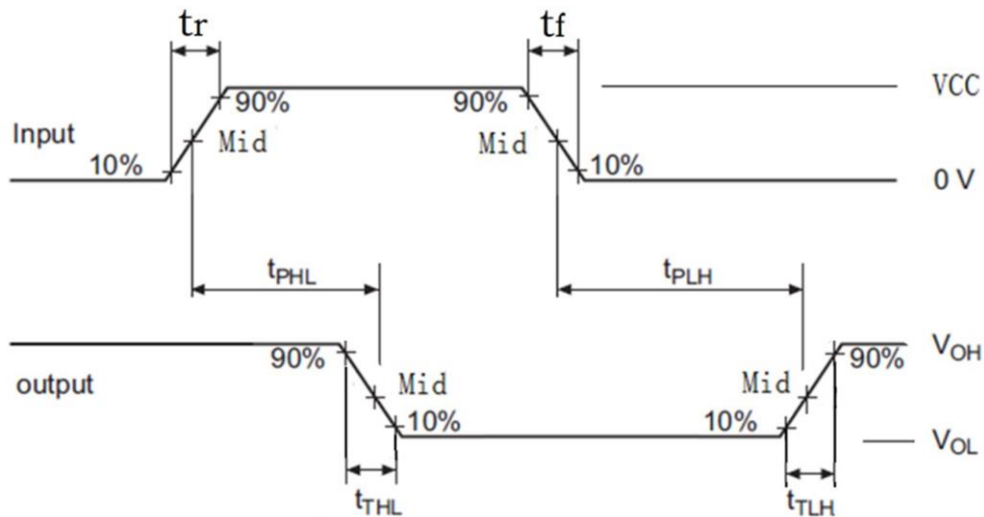 tr
tf
VCC
90%
90%
Input
Mid
Mid
10%
10%
0 V
tPHL
tPLH
90%
90%
VOH
output
Mid
Mid
10%
10%
VOL
tTHL
tTLH